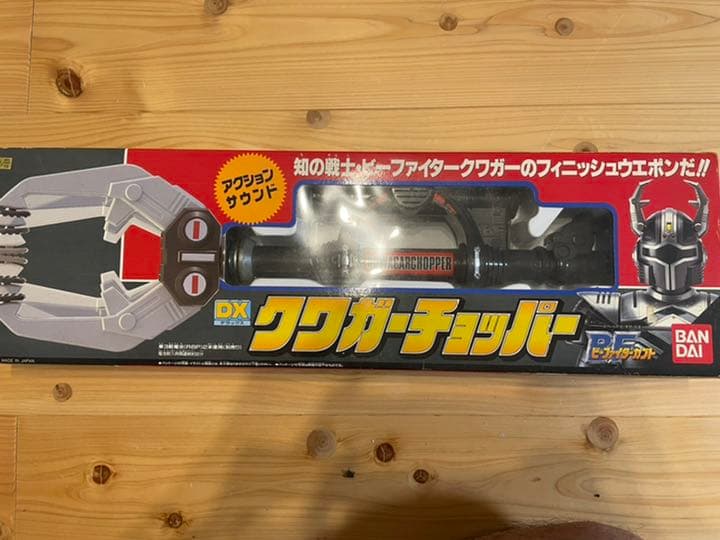 知の戦士・ビーファイタークワガーのフィニッシュウエポンだ!!
アクション
サウンド
AGARCHOPPER
DX
デラックス
クワガーチョッパー
ビーファイターカブト
BAN
DAI
MADE IN JAPAN